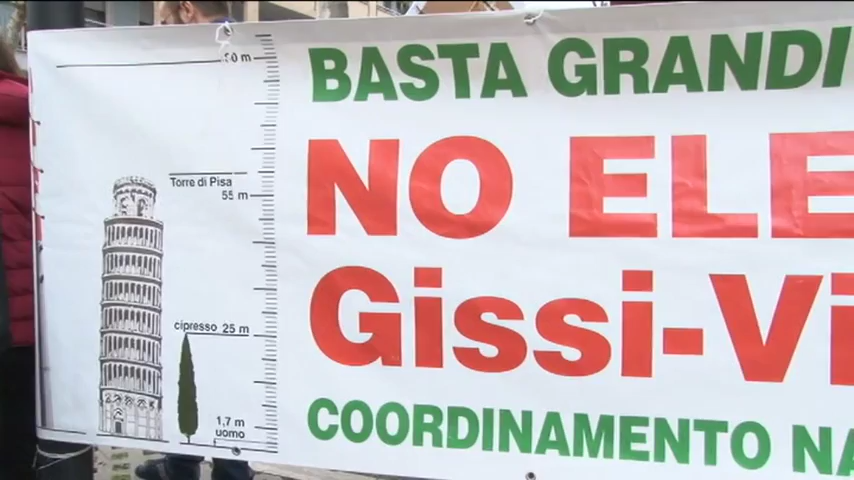 BASTA GRANDI
NO ELE
Gissi-Vi
COORDINAMENTO NA
Torre di Pisa
55 m
cipresso 25 m
1,7 m
uomo